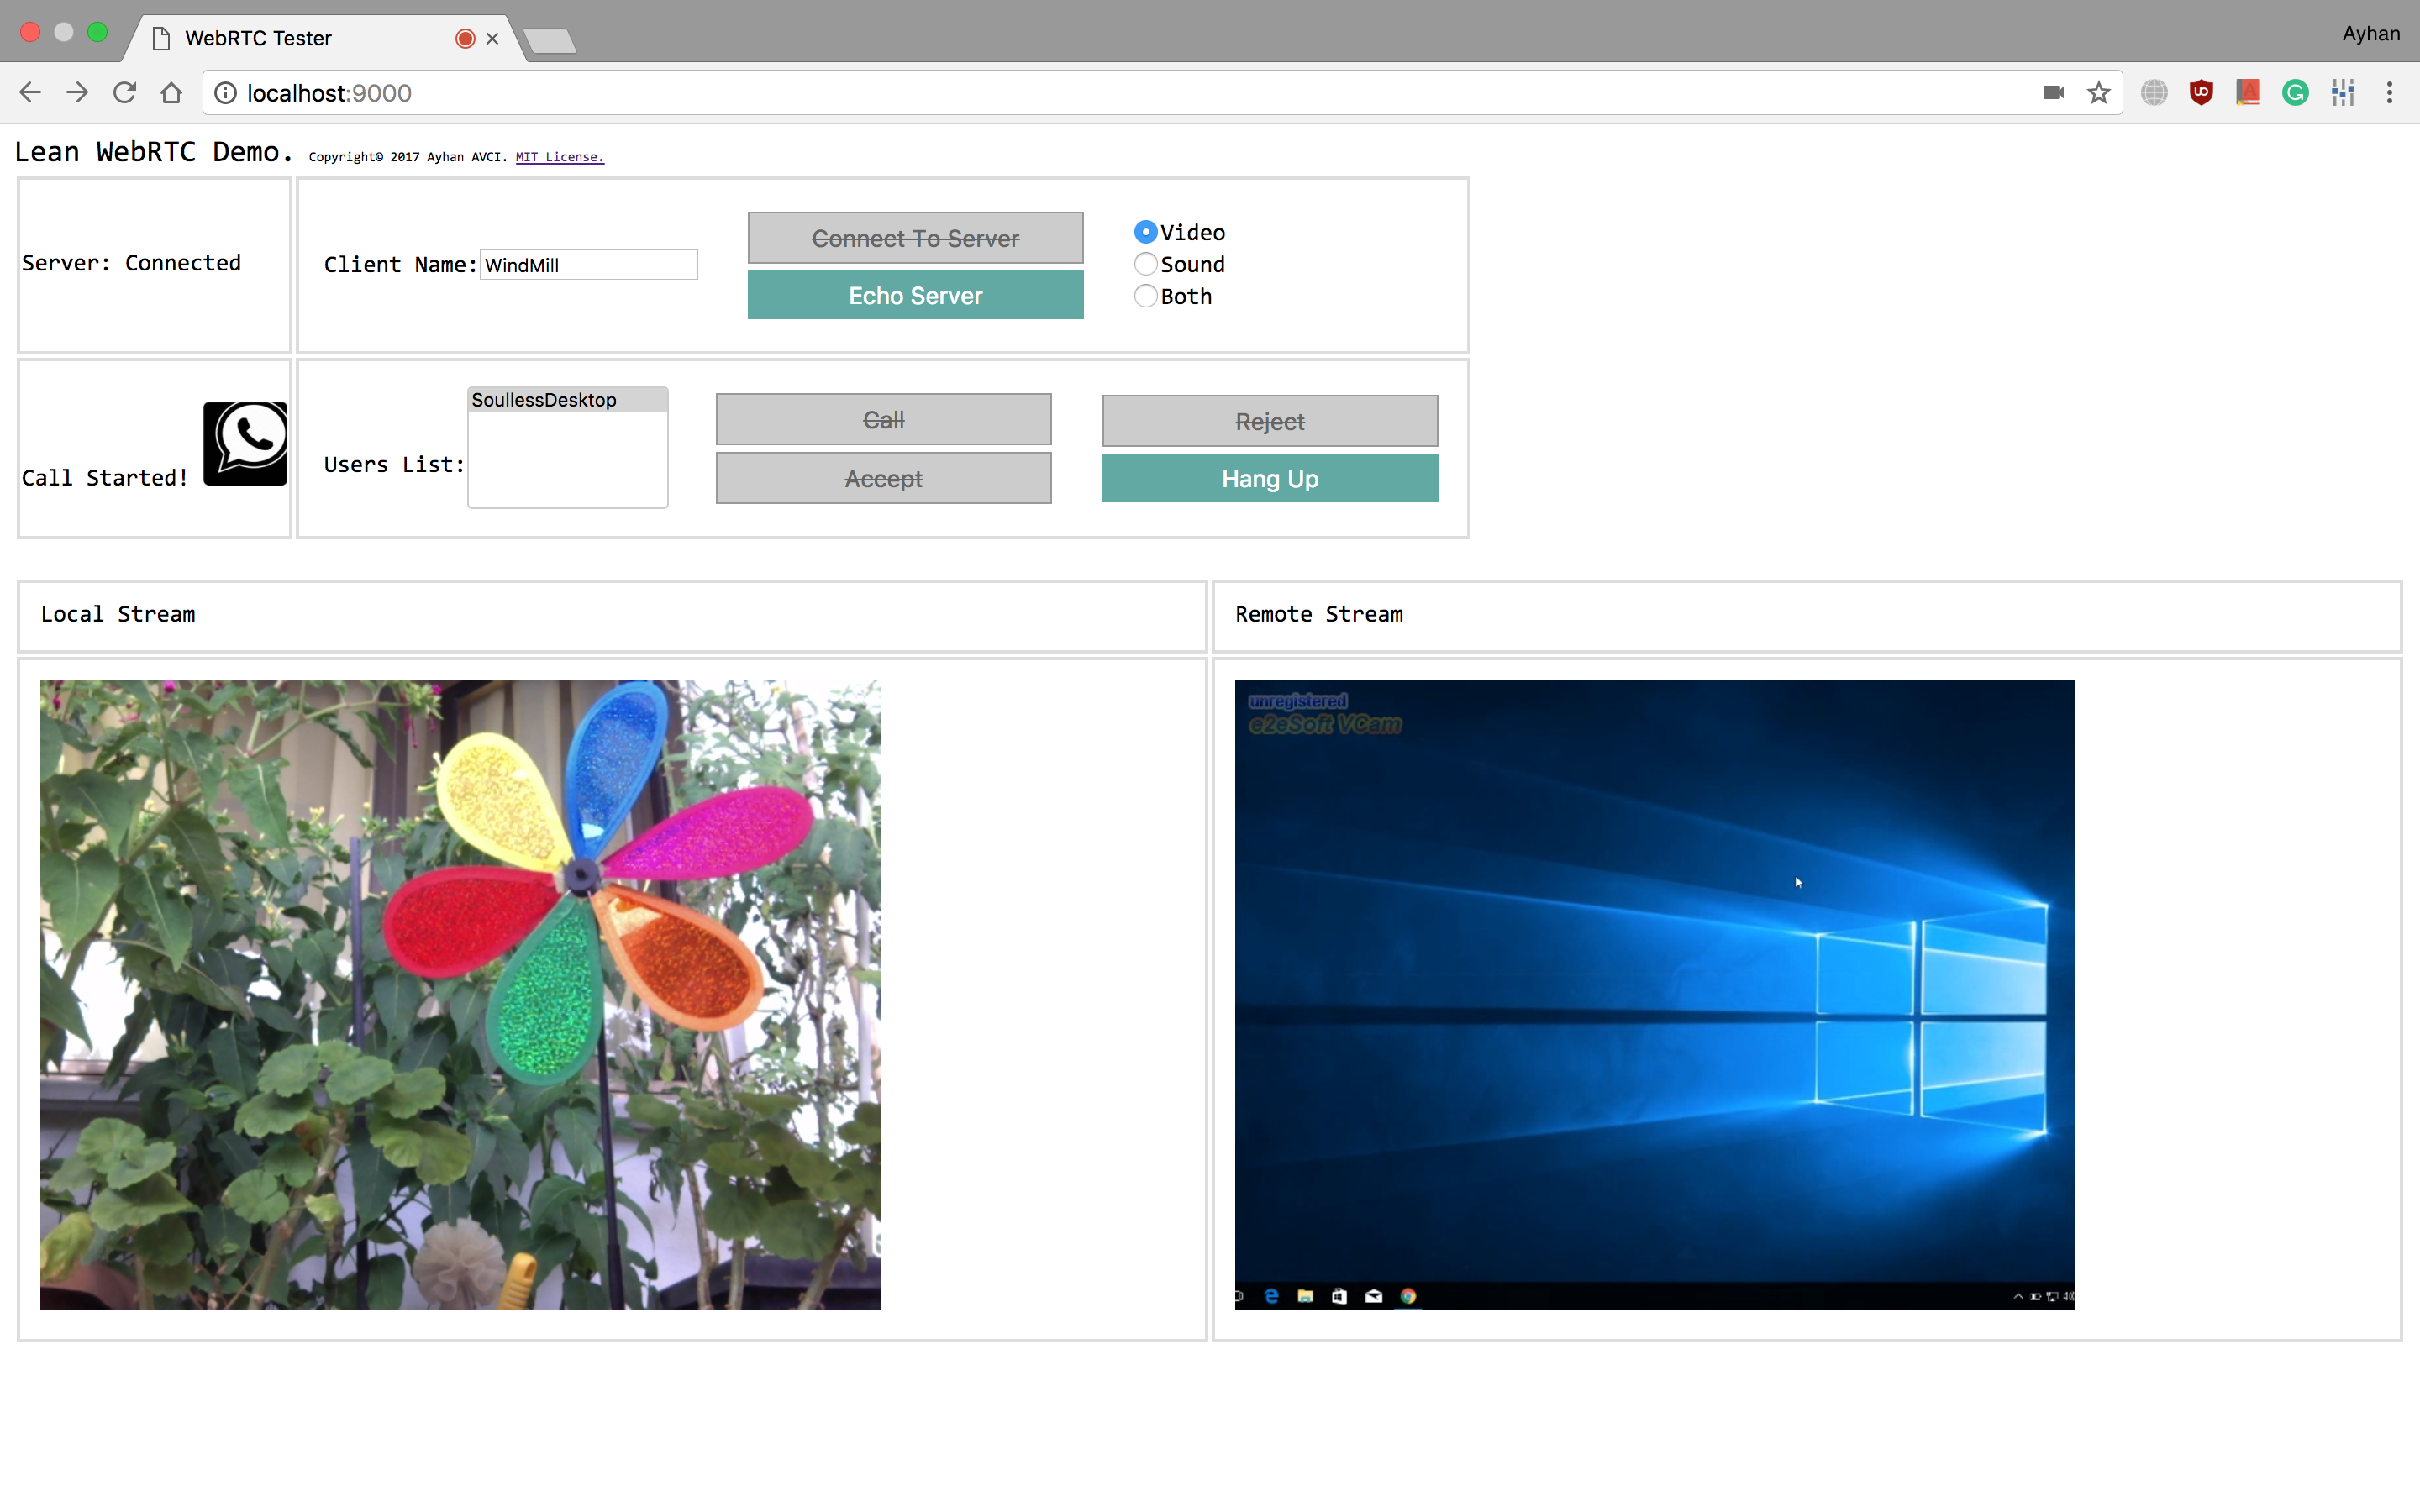 WebRTC Tester
Ayhan
localhost:9000
Lean WebRTC Demo. Copyright© 2017 Ayhan AVCI. MIT License.
Server: Connected
Client Name: WindMill
Connect To Server
Echo Server
Video
Sound
Both
Call Started!
Users List:
SoullessDesktop
Call
Accept
Reject
Hang Up
Local Stream
Remote Stream
unregistered
e2eSoft VCam